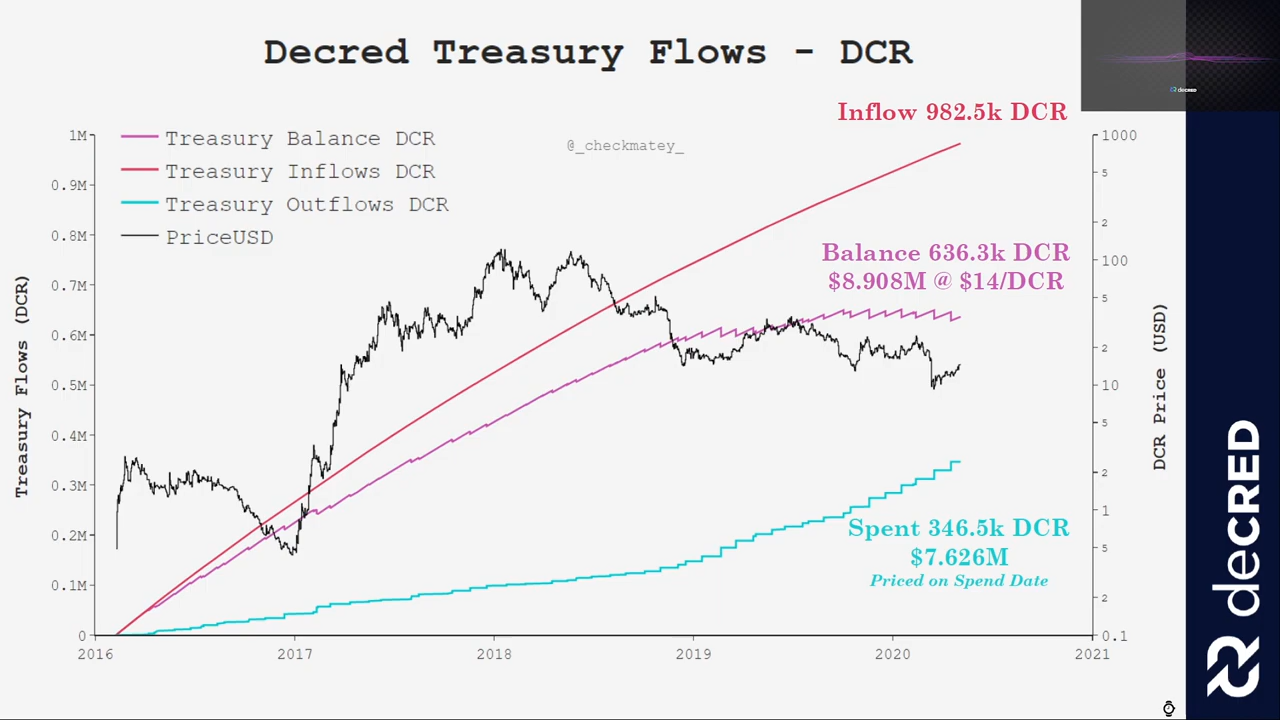 Decred Treasury Flows - DCR
decRED
Inflow 982.5k DCR
Treasury Balance DCR
Treasury Inflows DCR
Treasury Outflows DCR
PriceUSD
@_checkmatey_
Balance 636.3k DCR
$8.908M @ $14/DCR
Spent 346.5k DCR
$7.626M
Priced on Spend Date
Treasury Flows (DCR)
1M
0.9M
0.8M
0.7M
0.6M
0.5M
0.4M
0.3M
0.2M
0.1M
0
1000
5
2
100
5
2
10
5
2
1
5
2
0.1
DCR Price (USD)
2016
2017
2018
2019
2020
2021
decRED